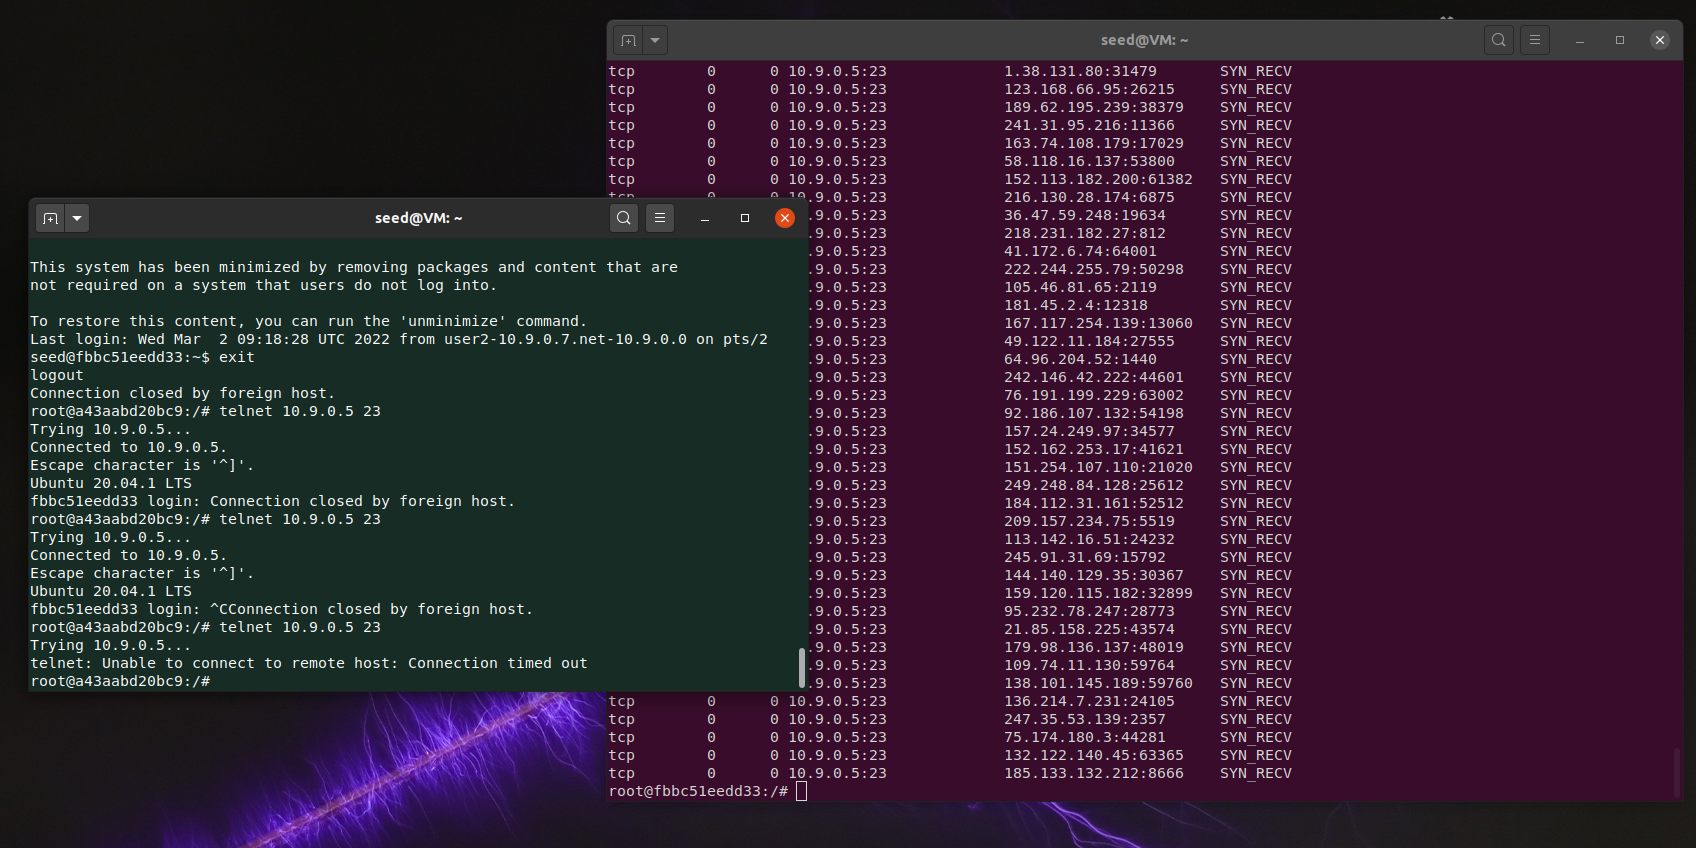 seed@VM: ~
tcp 0 0 10.9.0.5:23 1.38.131.80:31479 SYN_RECV
tcp 0 0 10.9.0.5:23 123.168.66.95:26215 SYN_RECV
tcp 0 0 10.9.0.5:23 189.62.195.239:38379 SYN_RECV
tcp 0 0 10.9.0.5:23 241.31.95.216:11366 SYN_RECV
tcp 0 0 10.9.0.5:23 163.74.108.179:17029 SYN_RECV
tcp 0 0 10.9.0.5:23 58.118.16.137:53800 SYN_RECV
tcp 0 0 10.9.0.5:23 152.113.182.200:61382 SYN_RECV
tcp 0 0 10.9.0.5:23 216.130.28.174:6875 SYN_RECV
.9.0.5:23 36.47.59.248:19634 SYN_RECV
.9.0.5:23 218.231.182.27:812 SYN_RECV
.9.0.5:23 41.172.6.74:64001 SYN_RECV
.9.0.5:23 222.244.255.79:50298 SYN_RECV
.9.0.5:23 105.46.81.65:2119 SYN_RECV
.9.0.5:23 181.45.2.4:12318 SYN_RECV
.9.0.5:23 167.117.254.139:13060 SYN_RECV
.9.0.5:23 49.122.11.184:27555 SYN_RECV
.9.0.5:23 64.96.204.52:1440 SYN_RECV
.9.0.5:23 242.146.42.222:44601 SYN_RECV
.9.0.5:23 76.191.199.229:63002 SYN_RECV
.9.0.5:23 92.186.107.132:54198 SYN_RECV
.9.0.5:23 157.24.249.97:34577 SYN_RECV
.9.0.5:23 152.162.253.17:41621 SYN_RECV
.9.0.5:23 151.254.107.110:21020 SYN_RECV
.9.0.5:23 249.248.84.128:25612 SYN_RECV
.9.0.5:23 184.112.31.161:52512 SYN_RECV
.9.0.5:23 209.157.234.75:5519 SYN_RECV
.9.0.5:23 113.142.16.51:24232 SYN_RECV
.9.0.5:23 245.91.31.69:15792 SYN_RECV
.9.0.5:23 144.140.129.35:30367 SYN_RECV
.9.0.5:23 159.120.115.182:32899 SYN_RECV
.9.0.5:23 95.232.78.247:28773 SYN_RECV
.9.0.5:23 21.85.158.225:43574 SYN_RECV
.9.0.5:23 179.98.136.137:48019 SYN_RECV
.9.0.5:23 109.74.11.130:59764 SYN_RECV
.9.0.5:23 138.101.145.189:59760 SYN_RECV
tcp 0 0 10.9.0.5:23 136.214.7.231:24105 SYN_RECV
tcp 0 0 10.9.0.5:23 247.35.53.139:2357 SYN_RECV
tcp 0 0 10.9.0.5:23 75.174.180.3:44281 SYN_RECV
tcp 0 0 10.9.0.5:23 132.122.140.45:63365 SYN_RECV
tcp 0 0 10.9.0.5:23 185.133.132.212:8666 SYN_RECV
root@fbbc51eedd33:/#
seed@VM: ~
This system has been minimized by removing packages and content that are
not required on a system that users do not log into.
To restore this content, you can run the 'unminimize' command.
Last login: Wed Mar  2 09:18:28 UTC 2022 from user2-10.9.0.7.net-10.9.0.0 on pts/2
seed@fbbc51eedd33:~$ exit
logout
Connection closed by foreign host.
root@a43aabd20bc9:/# telnet 10.9.0.5 23
Trying 10.9.0.5...
Connected to 10.9.0.5.
Escape character is '^]'.
Ubuntu 20.04.1 LTS
fbbc51eedd33 login: Connection closed by foreign host.
root@a43aabd20bc9:/# telnet 10.9.0.5 23
Trying 10.9.0.5...
Connected to 10.9.0.5.
Escape character is '^]'.
Ubuntu 20.04.1 LTS
fbbc51eedd33 login: ^CConnection closed by foreign host.
root@a43aabd20bc9:/# telnet 10.9.0.5 23
Trying 10.9.0.5...
telnet: Unable to connect to remote host: Connection timed out
root@a43aabd20bc9:/#